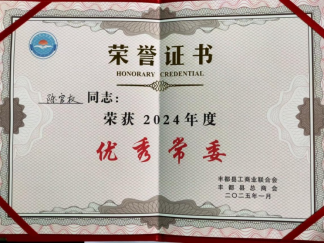 荣誉证书
HONORARY CREDENTIAL
同志：
荣获2024年度
优秀常委
丰都县工商业联合会
丰都县总商会
二〇二五年一月